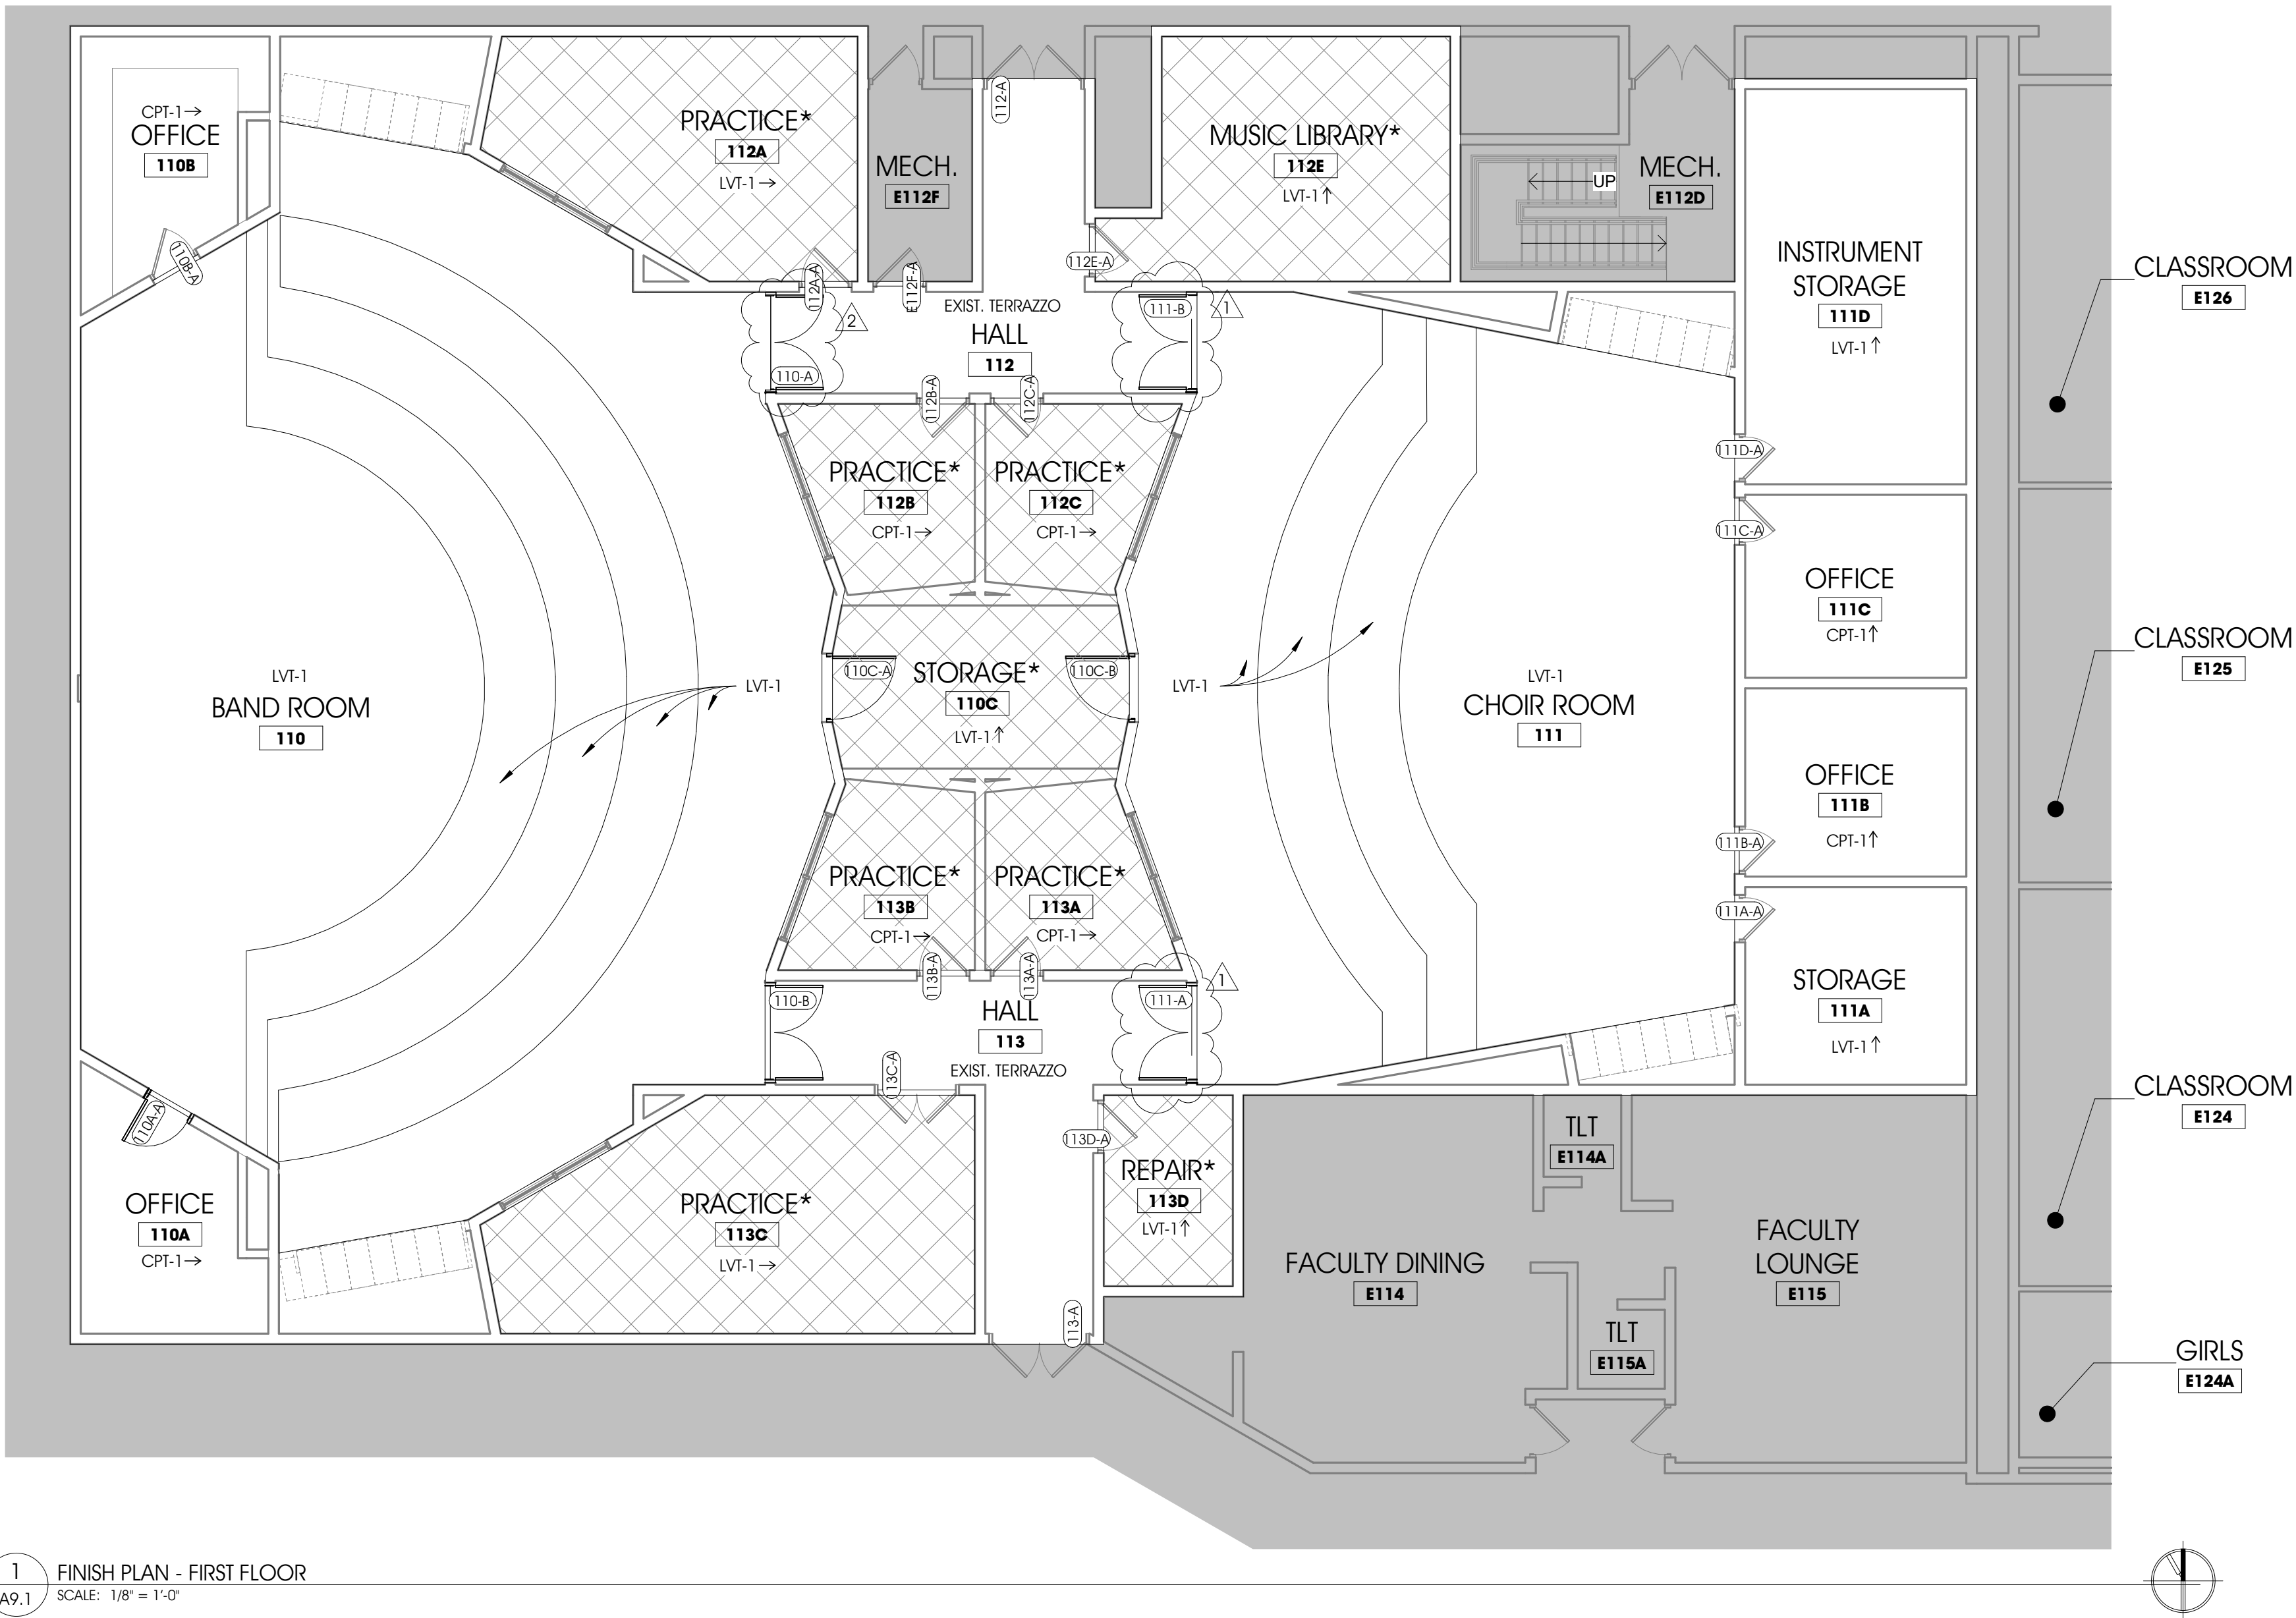 CPT-1
OFFICE
110B
110B-A
PRACTICE*
112A
LVT-1
112A-A
MECH.
E112F
E112F-A
112-A
MUSIC LIBRARY*
112E
LVT-1
112E-A
UP
MECH.
E112D
INSTRUMENT
STORAGE
111D
LVT-1
111D-A
CLASSROOM
E126
2
110-A
EXIST. TERRAZZO
HALL
112
111-B
1
112B-A
112C-A
PRACTICE*
112B
CPT-1
PRACTICE*
112C
CPT-1
111C-A
OFFICE
111C
CPT-1
CLASSROOM
E125
LVT-1
BAND ROOM
110
LVT-1
110C-A
STORAGE*
110C
LVT-1
110C-B
LVT-1
LVT-1
CHOIR ROOM
111
OFFICE
111B
CPT-1
111B-A
PRACTICE*
113B
CPT-1
113B-A
PRACTICE*
113A
CPT-1
113A-A
111A-A
STORAGE
111A
LVT-1
110-B
HALL
113
EXIST. TERRAZZO
111-A
1
113C-A
110A-A
OFFICE
110A
CPT-1
PRACTICE*
113C
LVT-1
113D-A
REPAIR*
113D
LVT-1
113-A
TLT
E114A
FACULTY DINING
E114
FACULTY
LOUNGE
E115
TLT
E115A
CLASSROOM
E124
GIRLS
E124A
1
A9.1
FINISH PLAN - FIRST FLOOR
SCALE: 1/8" = 1'-0"